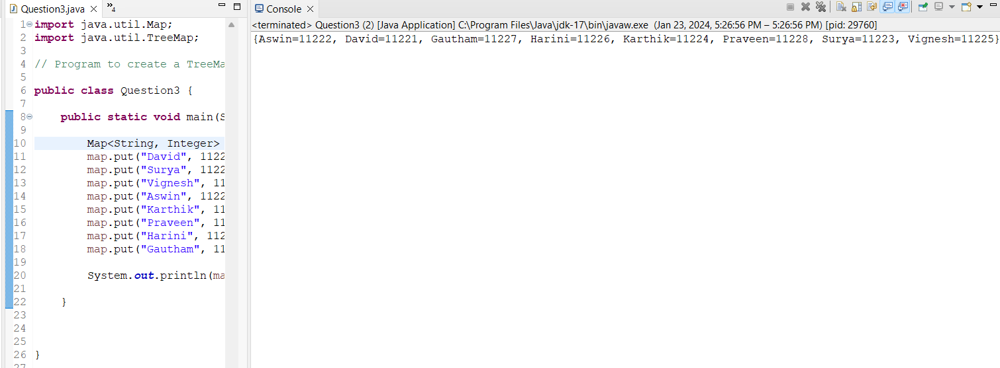 Question3.java
»4
1 import java.util.Map;
2 import java.util.TreeMap;
3
4 // Program to create a TreeMa
5
6 public class Question3 {
7
8 public static void main(S
9
10 Map<String, Integer>
11 map.put("David", 1122
12 map.put("Surya", 1122
13 map.put("Vignesh", 11
14 map.put("Aswin", 1122
15 map.put("Karthik", 11
16 map.put("Praveen", 11
17 map.put("Harini", 112
18 map.put("Gautham", 11
19
20 System.out.println(ma
21
22 }
23
24
25
26 }
27
Console
<terminated> Question3 (2) [Java Application] C:\Program Files\Java\jdk-17\bin\javaw.exe (Jan 23, 2024, 5:26:56 PM – 5:26:56 PM) [pid: 29760]
{Aswin=11222, David=11221, Gautham=11227, Harini=11226, Karthik=11224, Praveen=11228, Surya=11223, Vignesh=11225}